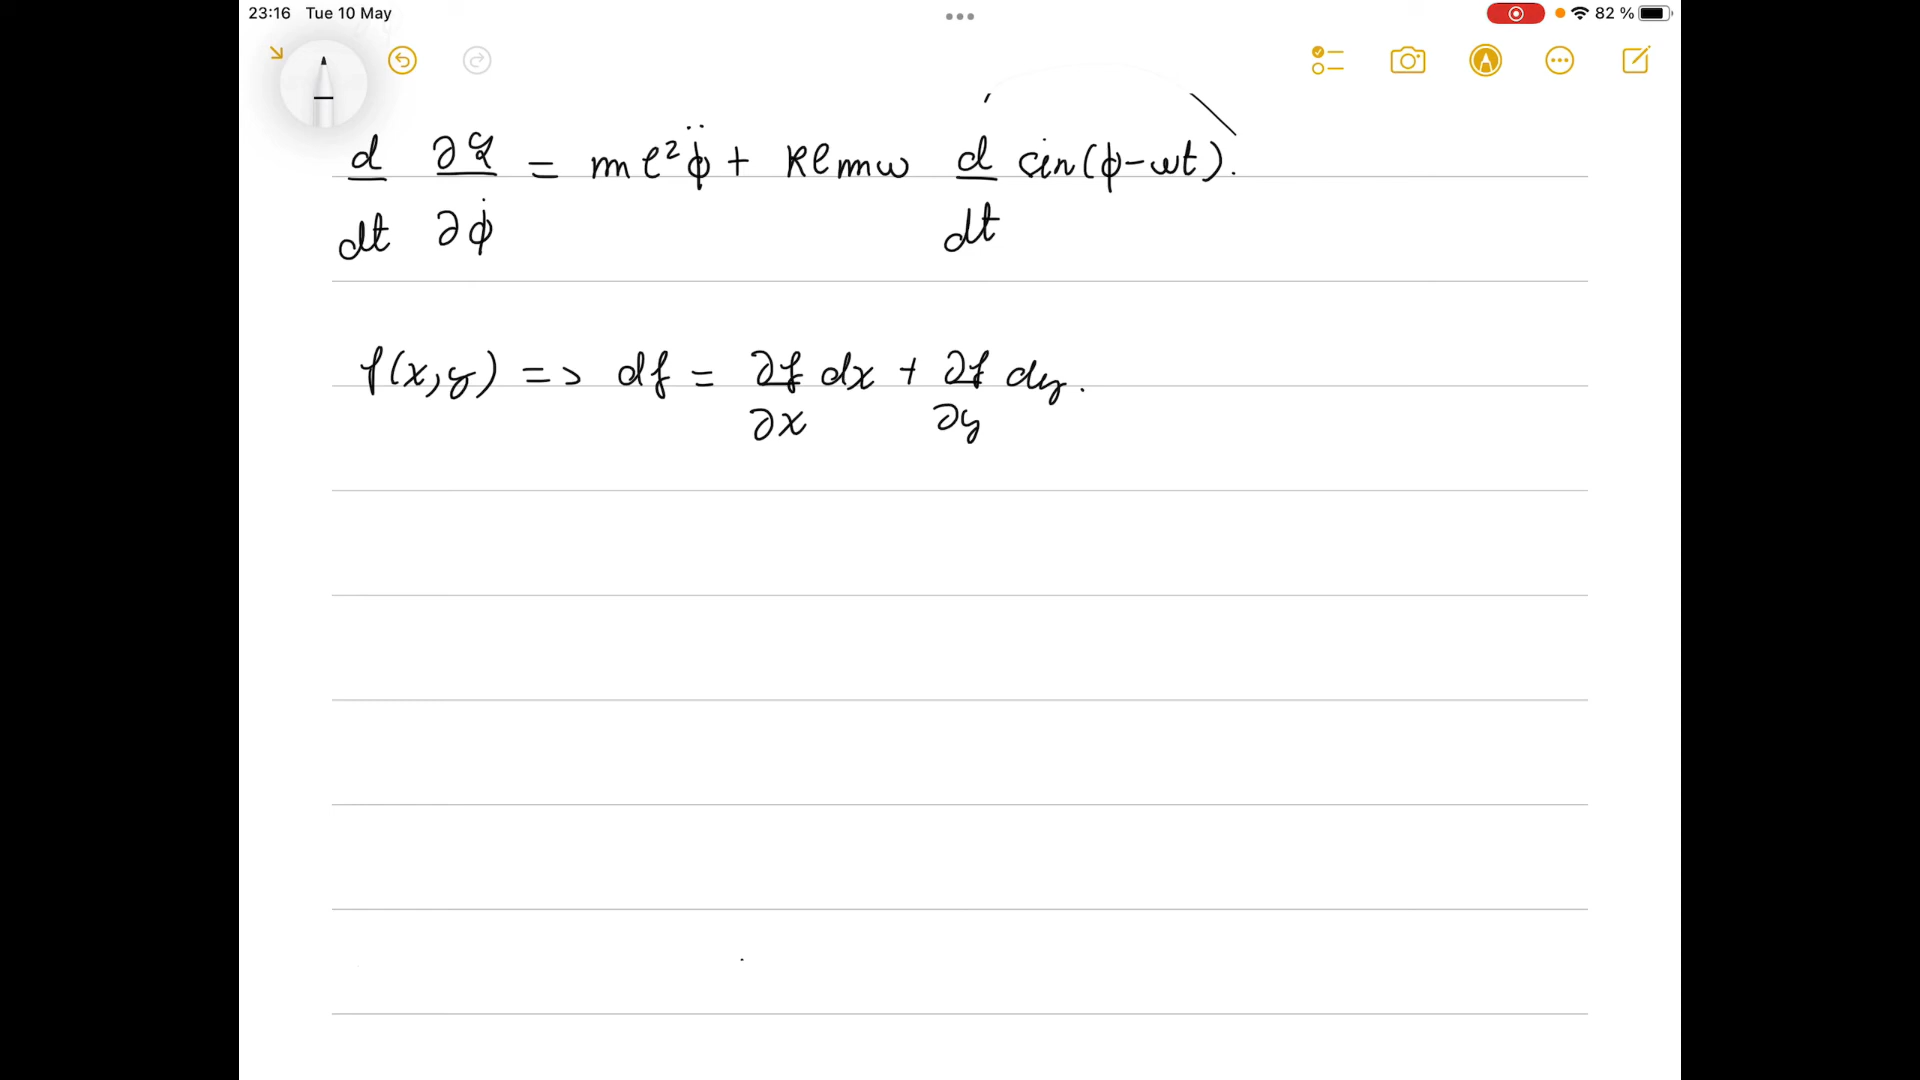 23:16 Tue 10 May 82 %
d/dt ∂ℒ/∂φ̇ = mℓ²φ̈ + Rℓmω d/dt sin(φ-ωt).
f(x,y) => df = ∂f/∂x dx + ∂f/∂y dy.